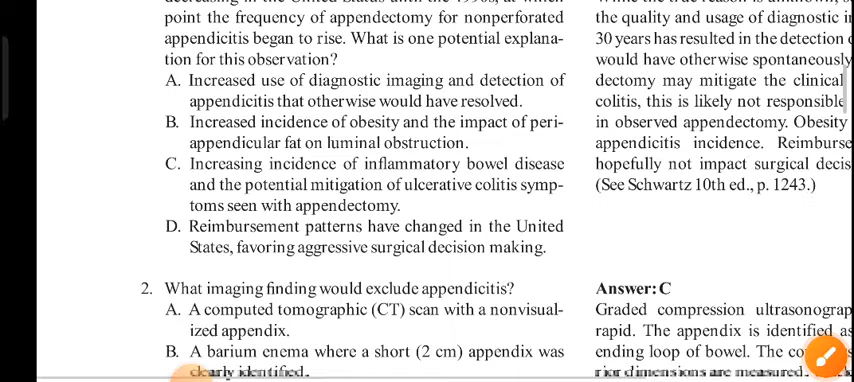 point the frequency of appendectomy for nonperforated
appendicitis began to rise. What is one potential explana-
tion for this observation?
A. Increased use of diagnostic imaging and detection of
appendicitis that otherwise would have resolved.
B. Increased incidence of obesity and the impact of peri-
appendicular fat on luminal obstruction.
C. Increasing incidence of inflammatory bowel disease
and the potential mitigation of ulcerative colitis symp-
toms seen with appendectomy.
D. Reimbursement patterns have changed in the United
States, favoring aggressive surgical decision making.
2. What imaging finding would exclude appendicitis?
A. A computed tomographic (CT) scan with a nonvisual-
ized appendix.
B. A barium enema where a short (2 cm) appendix was
clearly identified.
the quality and usage of diagnostic
30 years has resulted in the detection
would have otherwise spontaneously
dectomy may mitigate the clinical
colitis, this is likely not responsible
in observed appendectomy. Obesity
appendicitis incidence. Reimburse
hopefully not impact surgical decis
(See Schwartz 10th ed., p. 1243.)
Answer: C
Graded compression ultrasonograp
rapid. The appendix is identified as
ending loop of bowel. The
rior dimensions are measured.